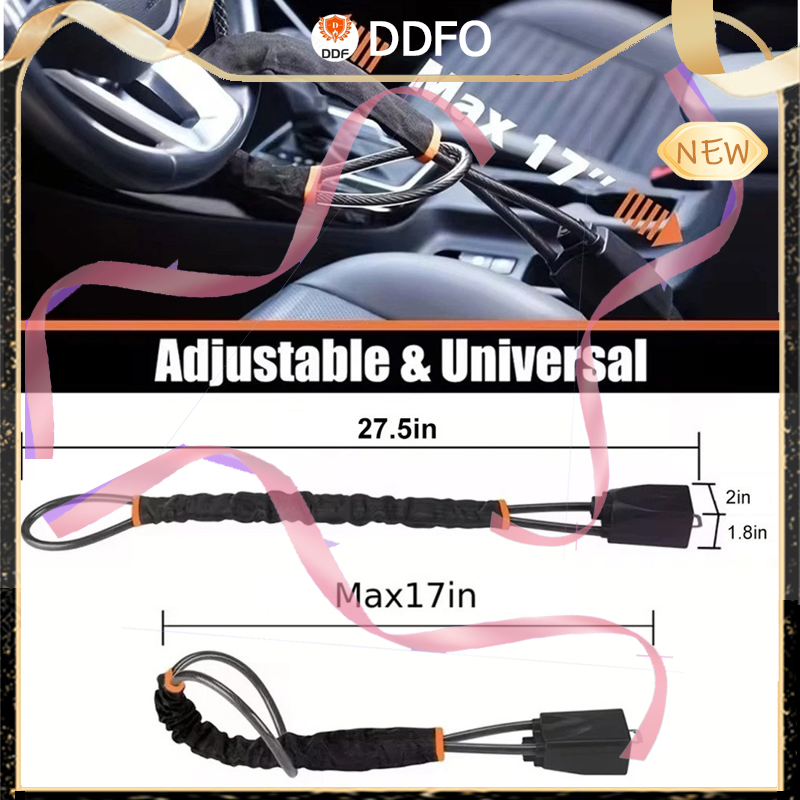 DDF
DDFO
Max 17"
NEW
Adjustable & Universal
27.5in
2in
1.8in
Max17in